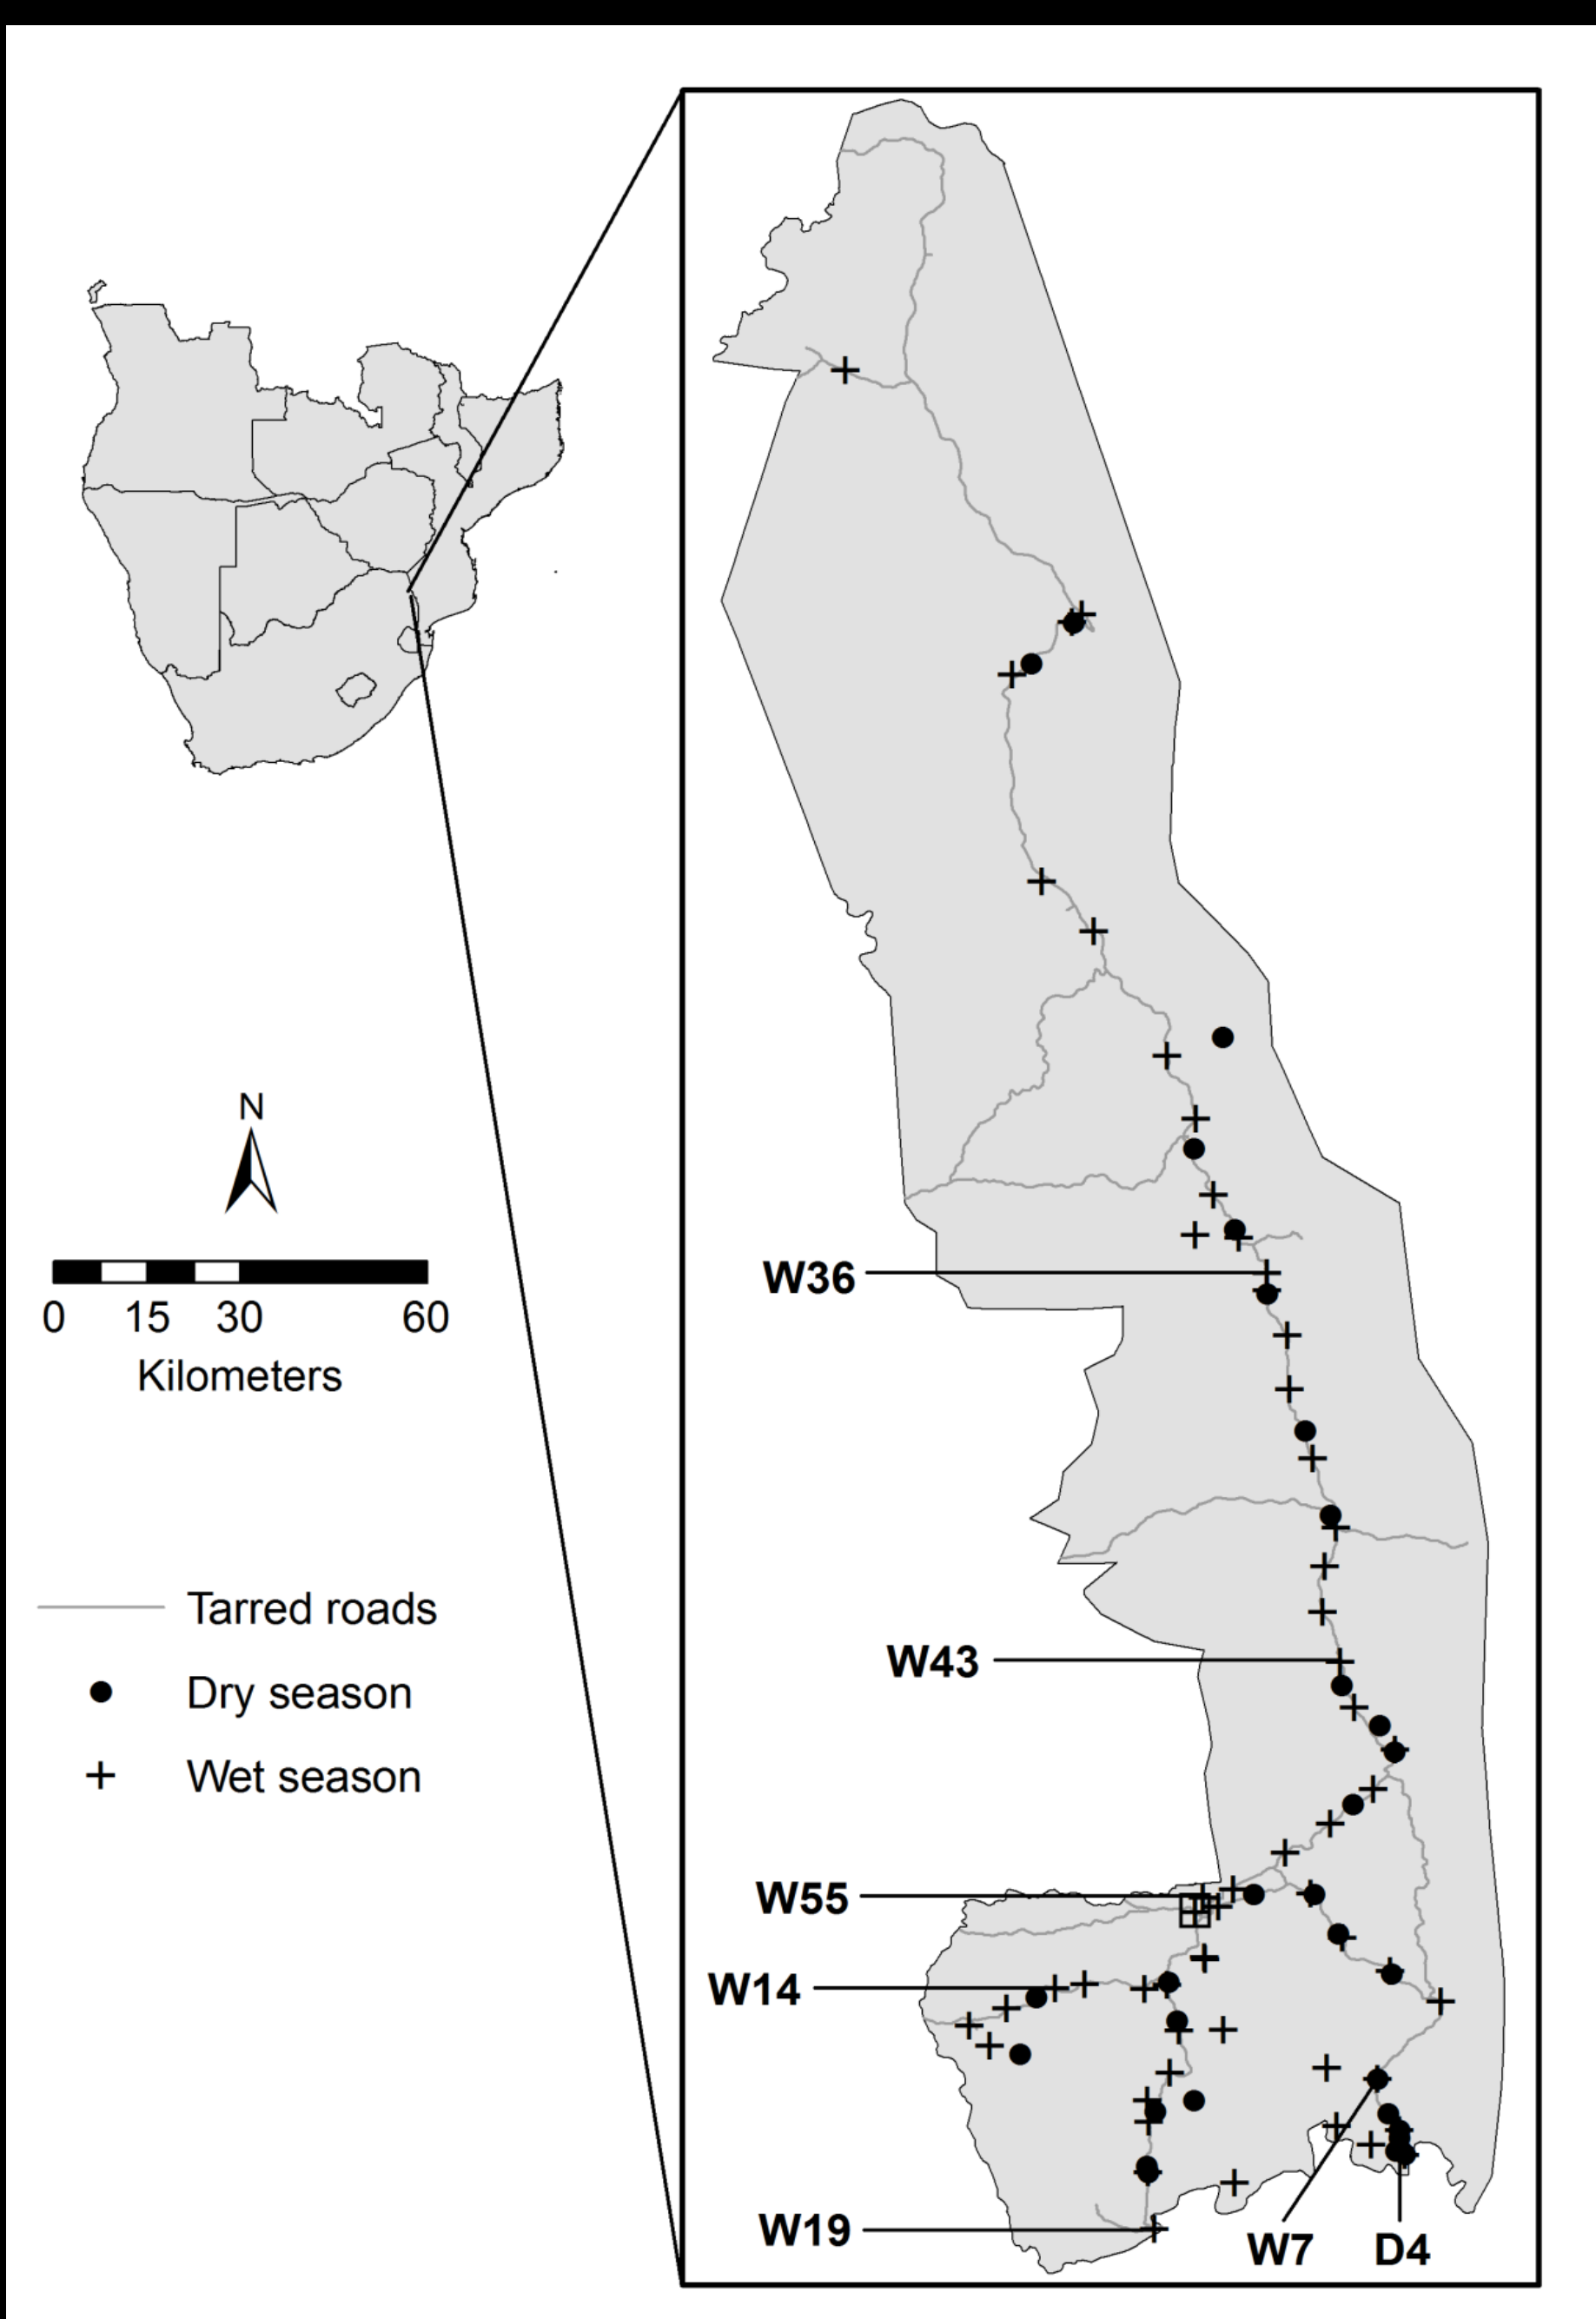 N
0 15 30 60
Kilometers
Tarred roads
Dry season
Wet season
W36
W43
W55
W14
W19
W7 D4